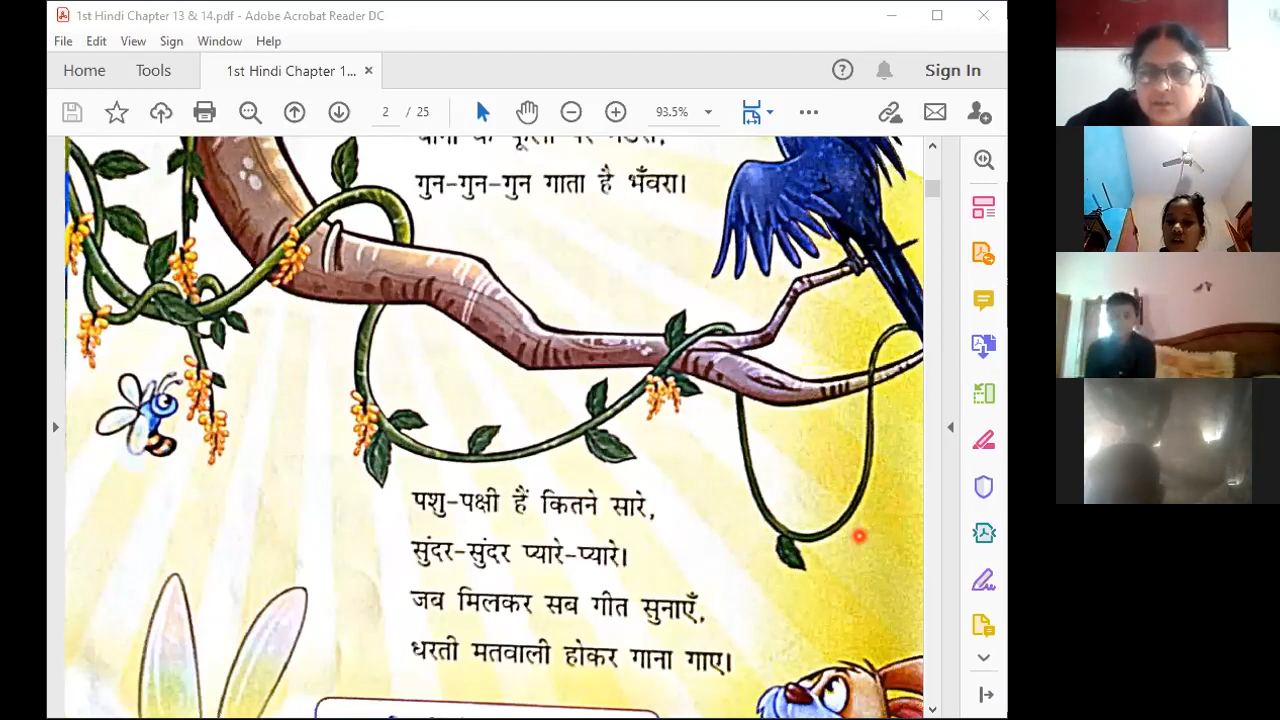 1st Hindi Chapter 13 & 14.pdf - Adobe Acrobat Reader DC
File Edit View Sign Window Help
Home Tools 1st Hindi Chapter 1... × Sign In
2 / 25 93.5%
गुन-गुन-गुन गाता है भँवरा।
पशु-पक्षी हैं कितने सारे,
सुंदर-सुंदर प्यारे-प्यारे।
जब मिलकर सब गीत सुनाएँ,
धरती मतवाली होकर गाना गाए।